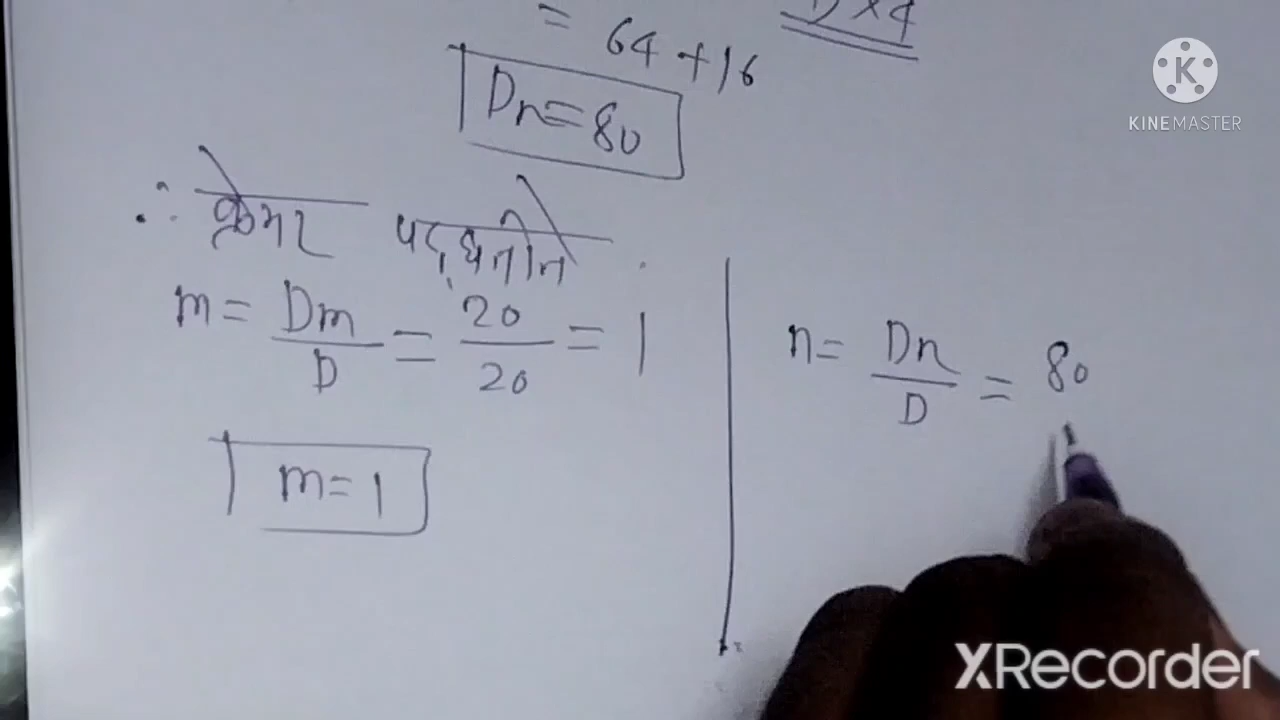 = 64 + 16
Dn = 80
∴ क्रेमर पद्धतीने
m = Dm/D = 20/20 = 1
m = 1
n = Dn/D = 80
KINEMASTER
XRecorder